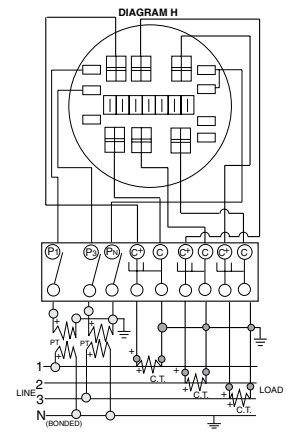 DIAGRAM H
P1 P3 PN C+ C C+ C C+ C
+ +
PT PT
+
1
+ C.T.
2
+
LINE C.T. LOAD
3
+ C.T.
N
(BONDED)